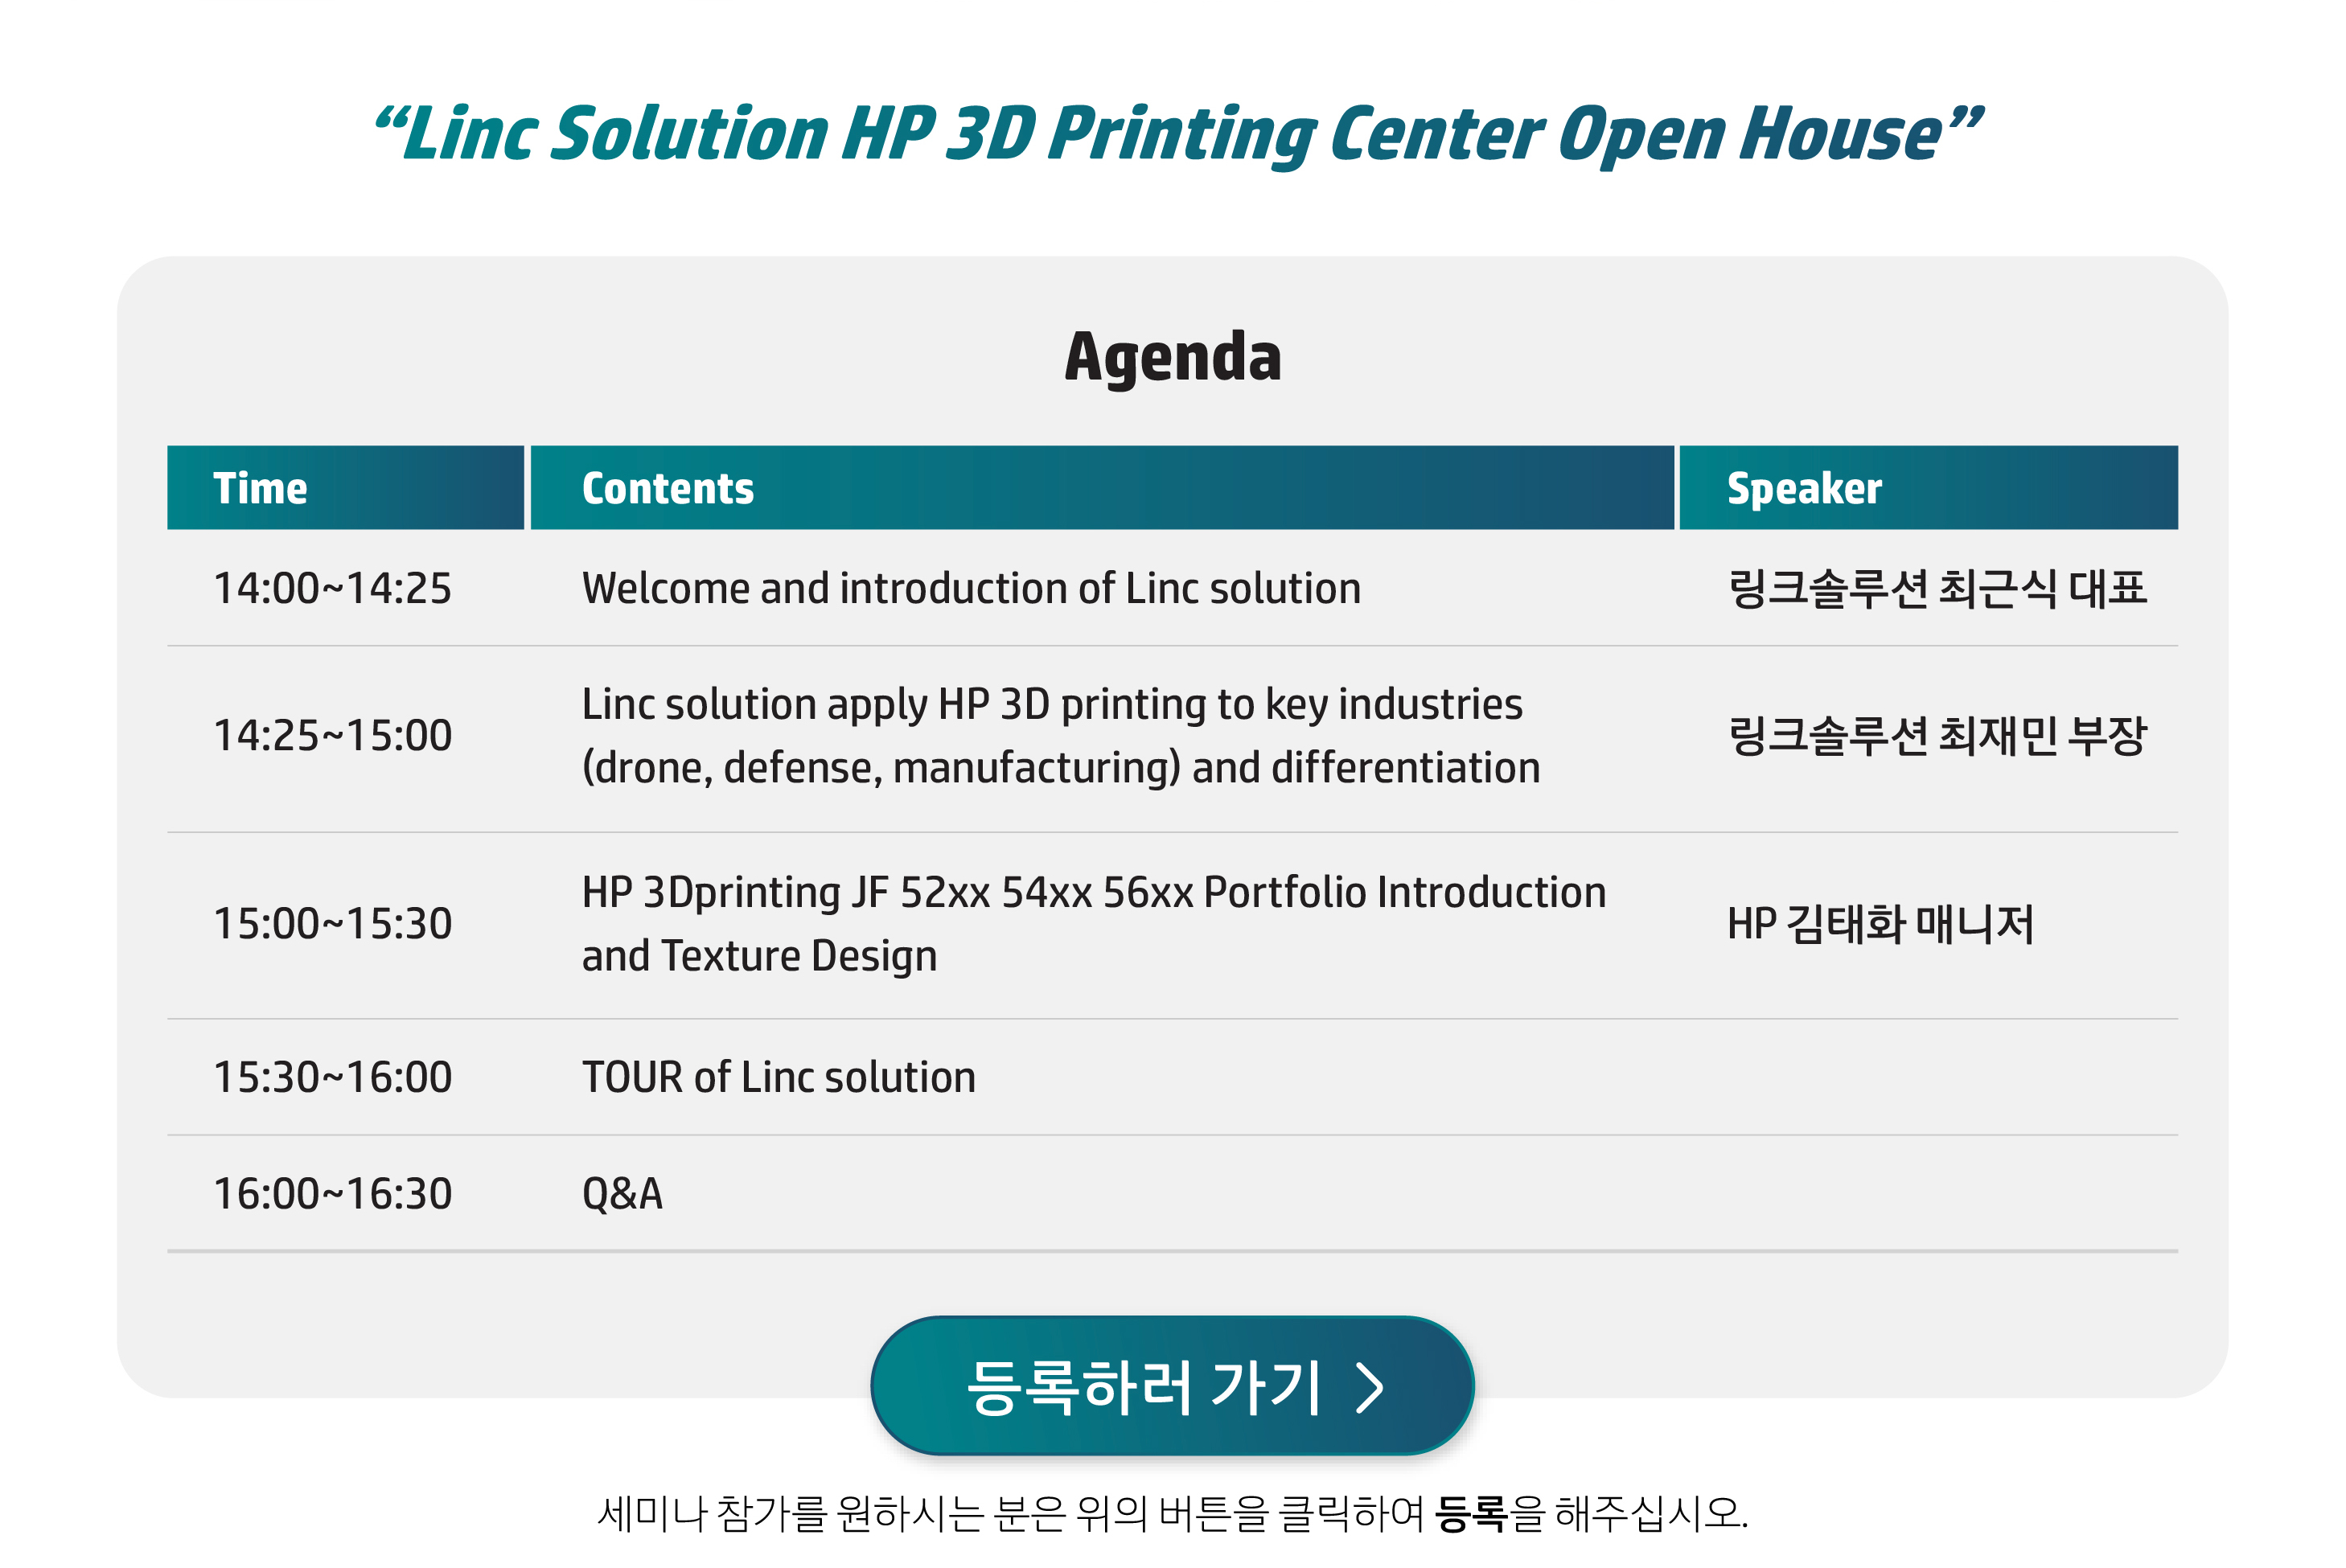 “Linc Solution HP 3D Printing Center Open House”
Agenda
Time Contents Speaker
14:00~14:25 Welcome and introduction of Linc solution 링크솔루션 최근식 대표
14:25~15:00 Linc solution apply HP 3D printing to key industries
(drone, defense, manufacturing) and differentiation 링크솔루션 최재민 부장
15:00~15:30 HP 3Dprinting JF 52xx 54xx 56xx Portfolio Introduction
and Texture Design HP 김태화 매니저
15:30~16:00 TOUR of Linc solution
16:00~16:30 Q&A
등록하러 가기 >
세미나 참가를 원하시는 분은 위의 버튼을 클릭하여 등록을 해주십시오.